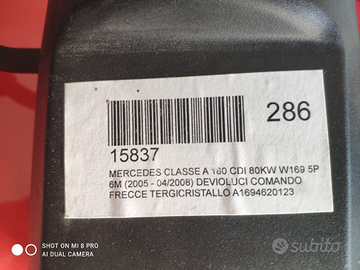 286
15837
MERCEDES CLASSE A 180 CDI 80KW W169 5P
6M (2005 - 04/2008) DEVIOLUCI COMANDO
FRECCE TERGICRISTALLO A1694620123
SHOT ON MI 8 PRO
AI DUAL CAMERA
subito